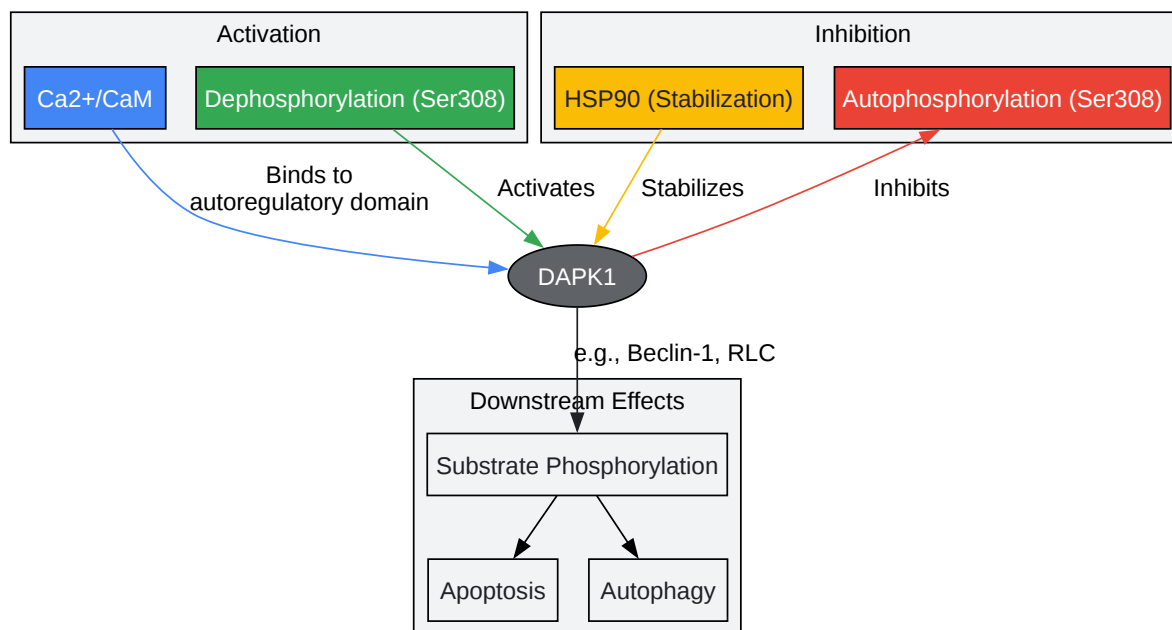 Activation
Inhibition
Ca2+/CaM
Dephosphorylation (Ser308)
HSP90 (Stabilization)
Autophosphorylation (Ser308)
Binds to
autoregulatory domain
Activates
Stabilizes
Inhibits
DAPK1
e.g., Beclin-1, RLC
Downstream Effects
Substrate Phosphorylation
Apoptosis
Autophagy